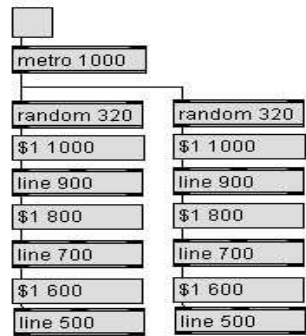 metro 1000
random 320 random 320
$1 1000 $1 1000
line 900 line 900
$1 800 $1 800
line 700 line 700
$1 600 $1 600
line 500 line 500